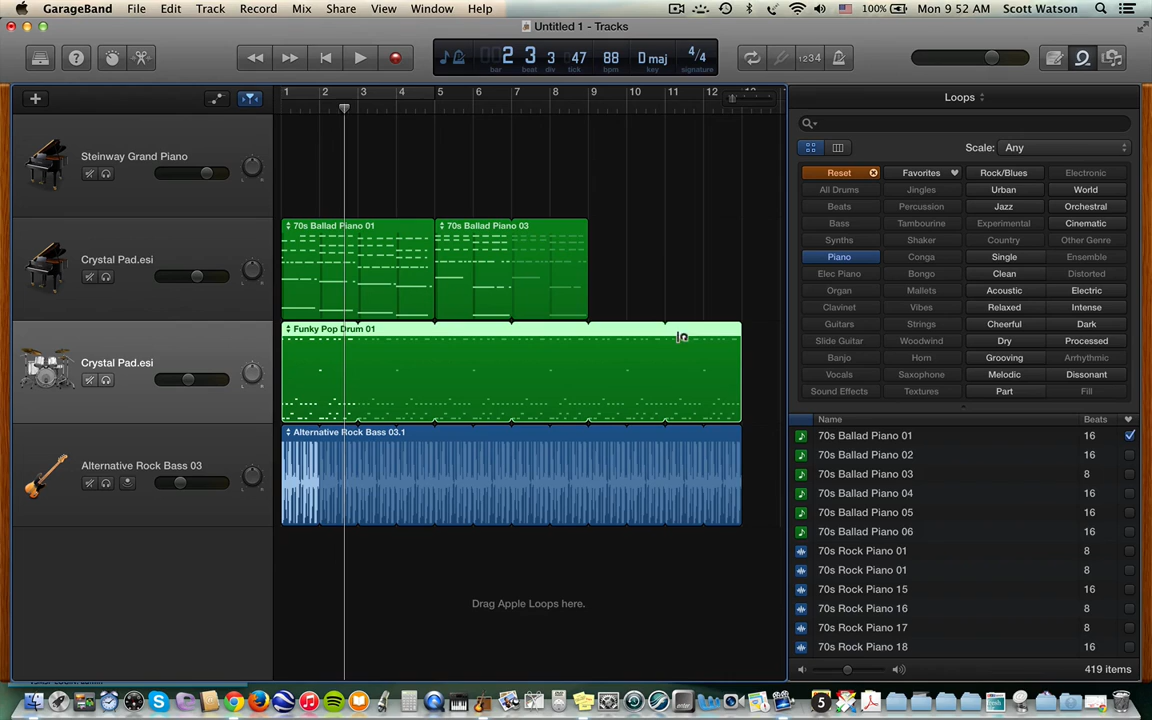 GarageBand File Edit Track Record Mix Share View Window Help 100% Mon 9:52 AM Scott Watson
Untitled 1 - Tracks
2 3 3 47 88 D maj 4/4
bar beat div tick bpm key signature
1234
Loops
1 2 3 4 5 6 7 8 9 10 11 12
Scale: Any
Steinway Grand Piano
Crystal Pad.esi
Crystal Pad.esi
Alternative Rock Bass 03
70s Ballad Piano 01 70s Ballad Piano 03
Funky Pop Drum 01
Alternative Rock Bass 03.1
Drag Apple Loops here.
Reset Favorites Rock/Blues Electronic
All Drums Jingles Urban World
Beats Percussion Jazz Orchestral
Bass Tambourine Experimental Cinematic
Synths Shaker Country Other Genre
Piano Conga Single Ensemble
Elec Piano Bongo Clean Distorted
Organ Mallets Acoustic Electric
Clavinet Vibes Relaxed Intense
Guitars Strings Cheerful Dark
Slide Guitar Woodwind Dry Processed
Banjo Horn Grooving Arrhythmic
Vocals Saxophone Melodic Dissonant
Sound Effects Textures Part Fill
Name Beats
70s Ballad Piano 01 16
70s Ballad Piano 02 16
70s Ballad Piano 03 8
70s Ballad Piano 04 16
70s Ballad Piano 05 16
70s Ballad Piano 06 16
70s Rock Piano 01 8
70s Rock Piano 01 8
70s Rock Piano 15 16
70s Rock Piano 16 8
70s Rock Piano 17 8
70s Rock Piano 18 16
419 items
5